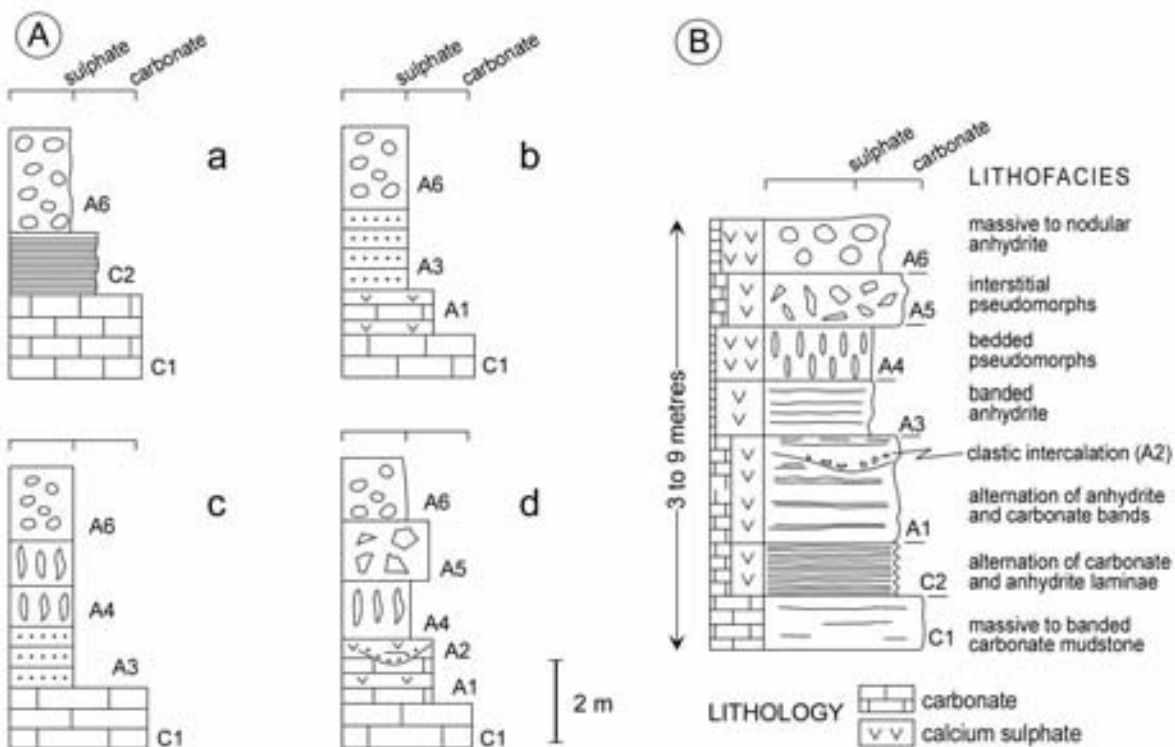 A
sulphate
carbonate
a
A6
C2
C1
sulphate
carbonate
b
A6
A3
A1
C1
c
A6
A4
A3
C1
d
A6
A5
A4
A2
A1
C1
2 m
B
sulphate
carbonate
LITHOFACIES
3 to 9 metres
massive to nodular
anhydrite
A6
interstitial
pseudomorphs
A5
bedded
pseudomorphs
A4
banded
anhydrite
A3
clastic intercalation (A2)
alternation of anhydrite
and carbonate bands
A1
alternation of carbonate
and anhydrite laminae
C2
massive to banded
carbonate mudstone
C1
LITHOLOGY
carbonate
calcium sulphate